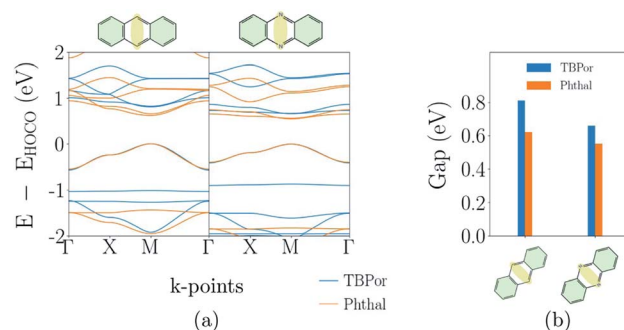 E − E_HOCO (eV)
2
1
0
-1
-2
Γ X M Γ X M Γ
k-points
TBPor
Phthal
(a)
TBPor
Phthal
Gap (eV)
0.8
0.6
0.4
0.2
0.0
(b)